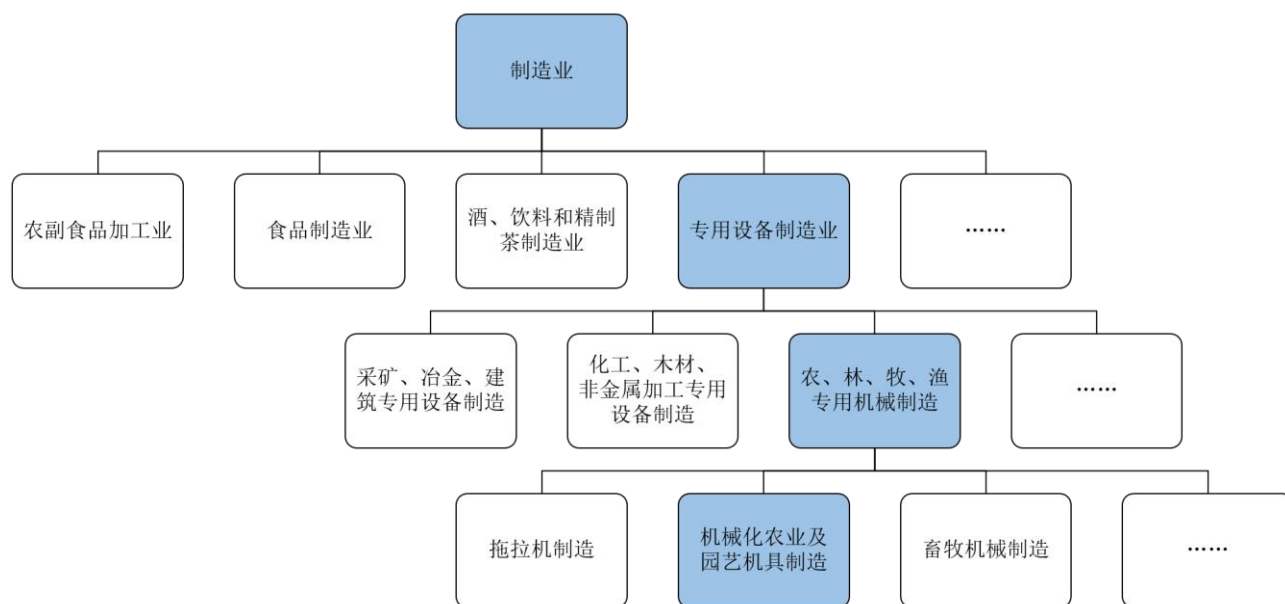 制造业
农副食品加工业
食品制造业
酒、饮料和精制
茶制造业
专用设备制造业
……
采矿、冶金、建
筑专用设备制造
化工、木材、
非金属加工专用
设备制造
农、林、牧、渔
专用机械制造
……
拖拉机制造
机械化农业及
园艺机具制造
畜牧机械制造
……